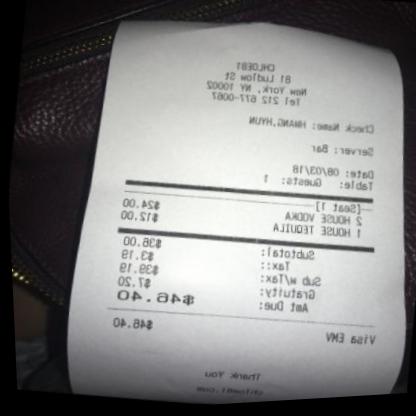 CHLOE81
81 Ludlow St
New York, NY, 10002
Tel 212 677-0067
Check Name: HWANG,HYUN
Server: Bar
Date: 08/03/18
Table: Guests: 1
[Seat 1]
2 HOUSE VODKA $24.00
1 HOUSE TEQUILA $12.00
Subtotal: $36.00
Tax:: $3.19
Sub w/Tax: $39.19
Gratuity: $7.20
Amt Due: $46.40
Visa EMV $46.40
Thank You